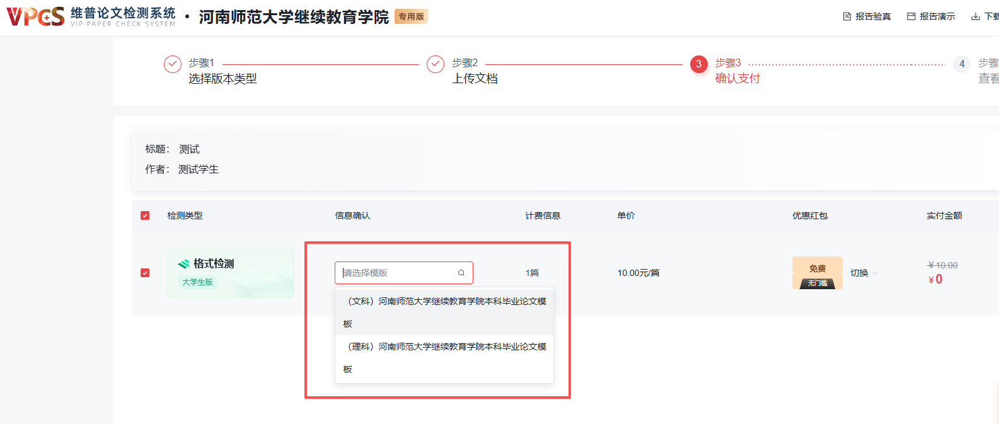 VPCS 维普论文检测系统 • 河南师范大学继续教育学院 专用版 报告验真 报告演示 下载
VIP PAPER CHECK SYSTEM
步骤1 步骤2 3 步骤3 4 步骤
选择版本类型 上传文档 确认支付 查看
标题： 测试
作者： 测试学生
检测类型 信息确认 计费信息 单价 优惠红包 实付金额
格式检测
大学生版
请选择模版
1篇
10.00元/篇
免费
无门槛
切换
¥10.00
¥0
（文科）河南师范大学继续教育学院本科毕业论文模
板
（理科）河南师范大学继续教育学院本科毕业论文模
板